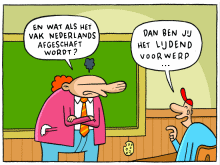 EN WAT ALS HET
VAK NEDERLANDS
AFGESCHAFT
WORDT?
DAN BEN JIJ
HET LIJDEND
VOORWERP
...